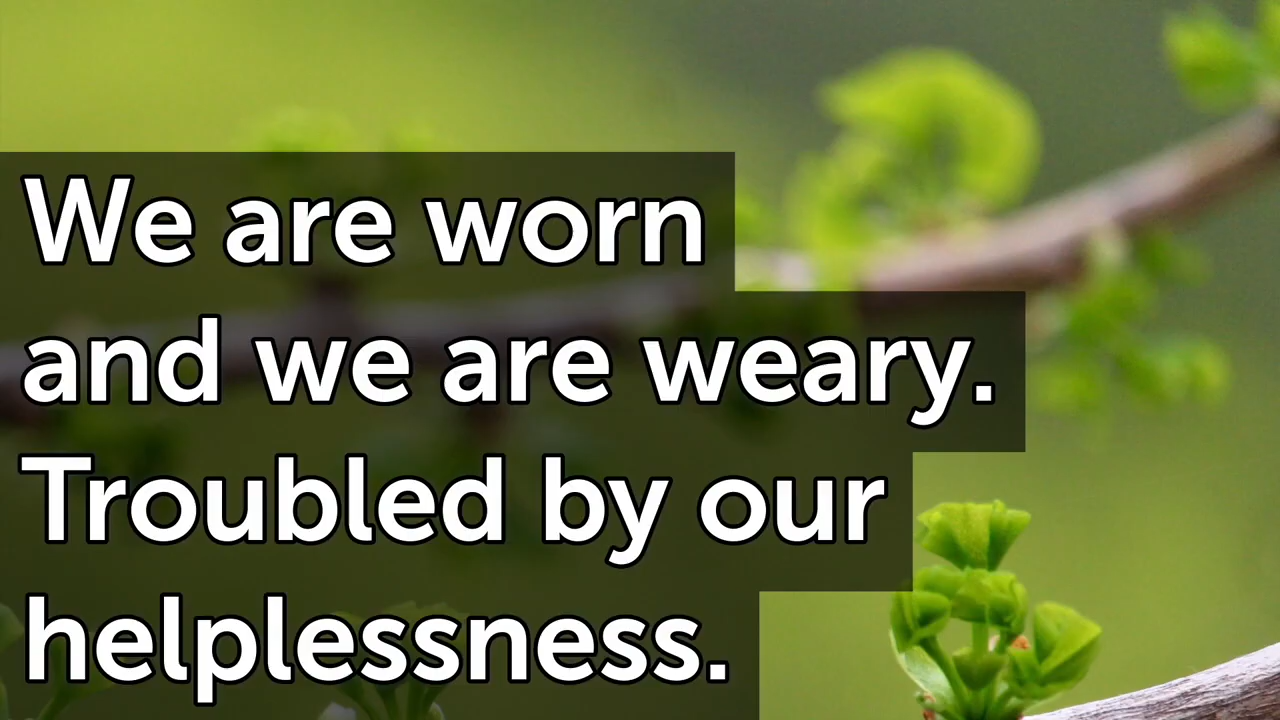 We are worn
and we are weary.
Troubled by our
helplessness.